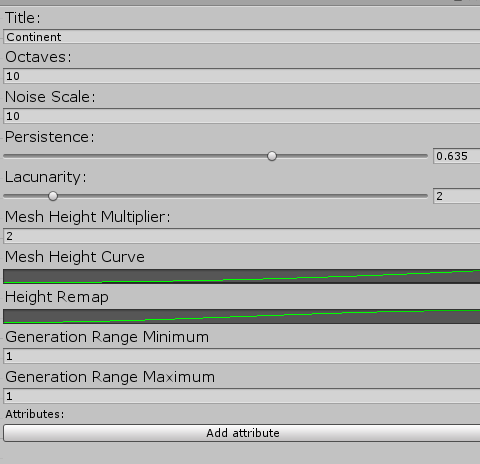 Title:
Continent
Octaves:
10
Noise Scale:
10
Persistence:
0.635
Lacunarity:
2
Mesh Height Multiplier:
2
Mesh Height Curve
Height Remap
Generation Range Minimum
1
Generation Range Maximum
1
Attributes:
Add attribute